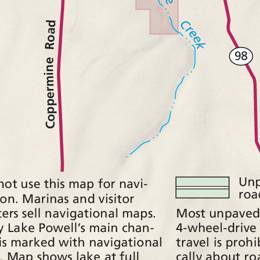 Creek
98
Coppermine Road
not use this map for navi-
on. Marinas and visitor
ters sell navigational maps.
y Lake Powell's main chan-
is marked with navigational
. Map shows lake at full
Unp
road
Most unpaved
4-wheel-drive
travel is prohib
cally about roa